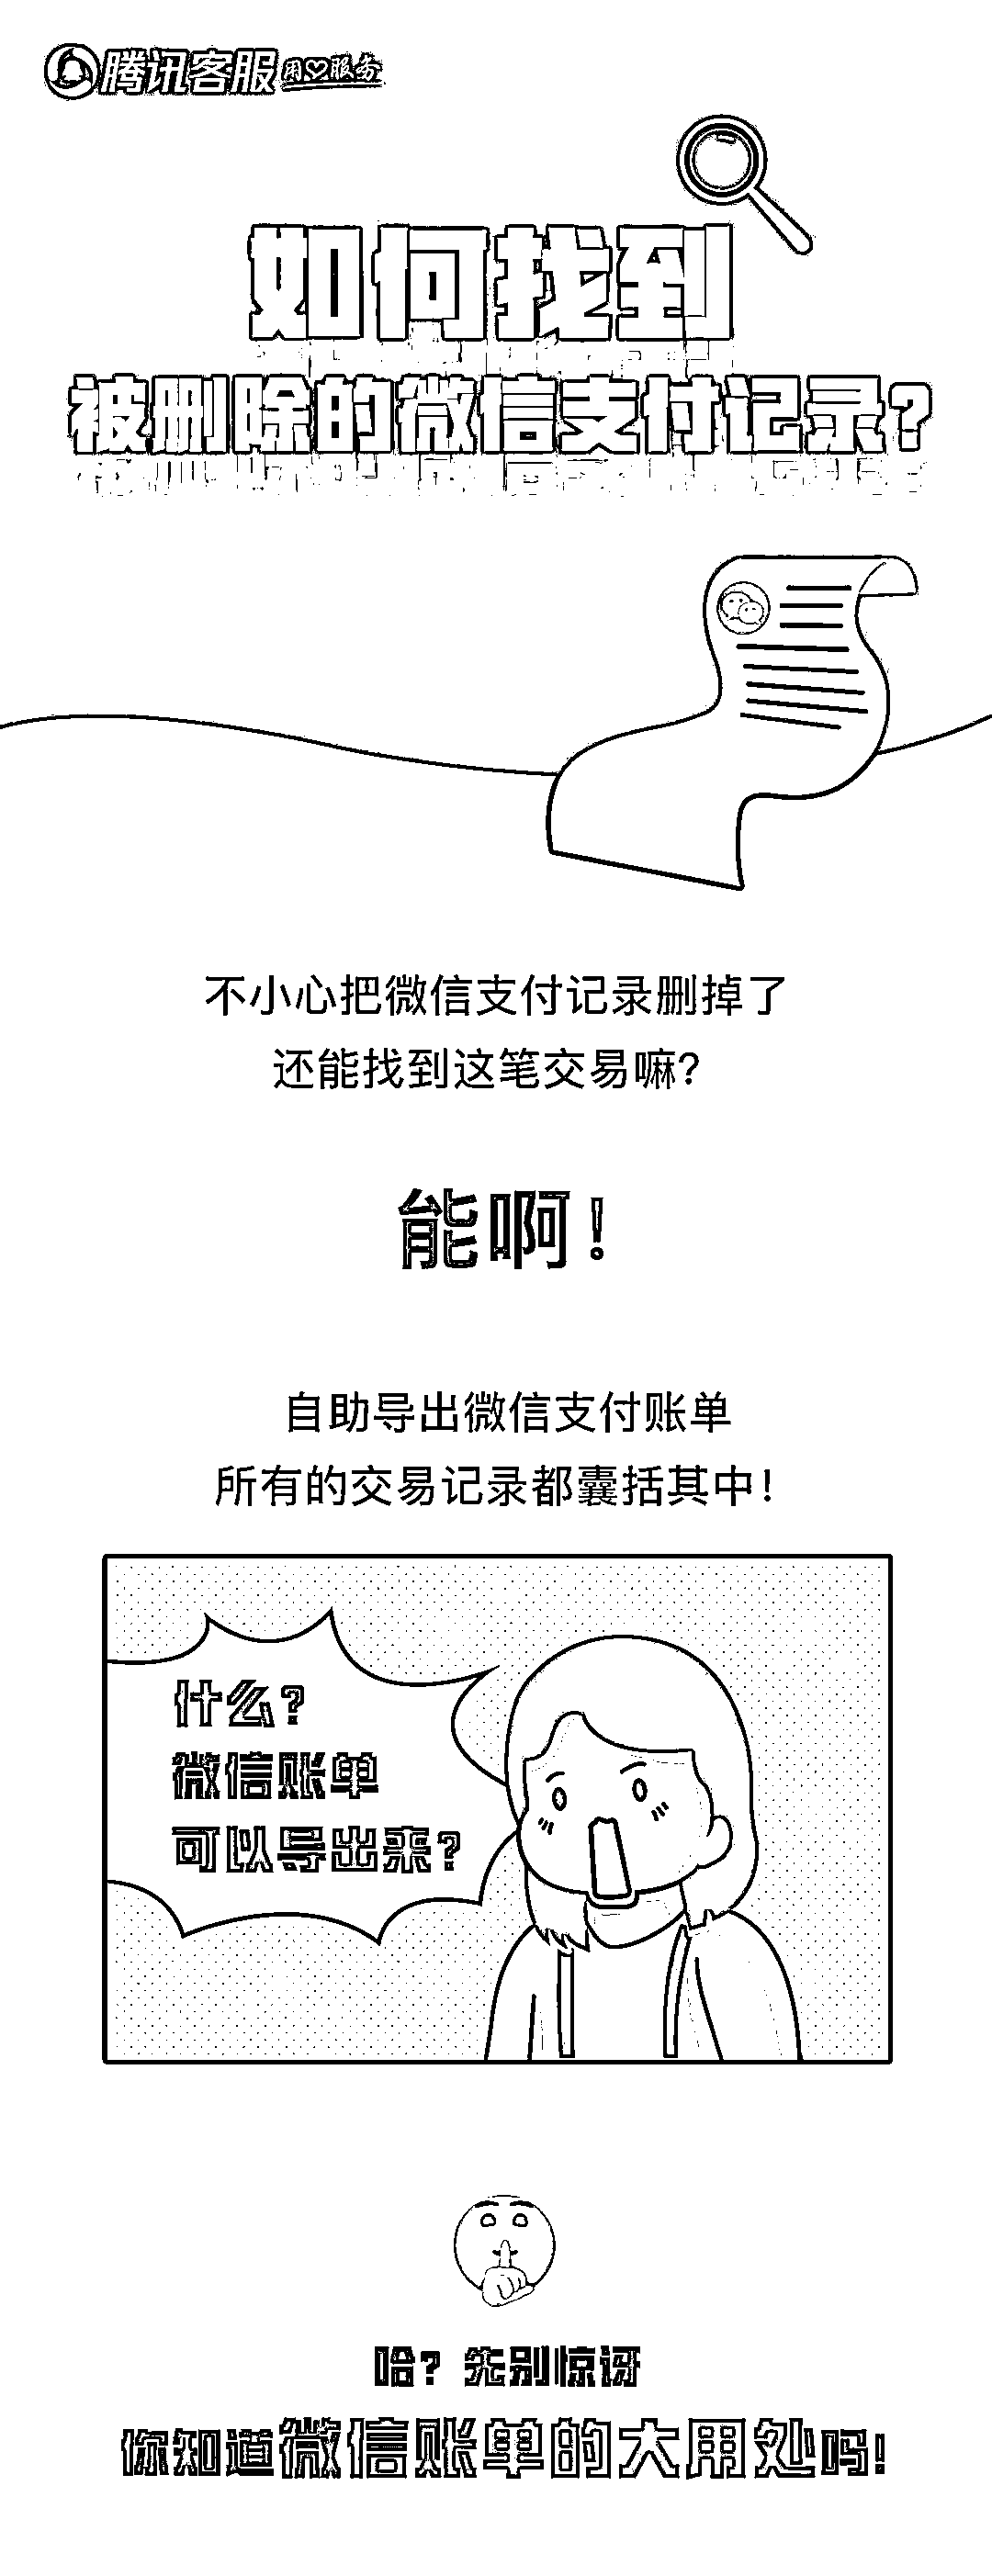 腾讯客服 用心服务
如何找到
被删除的微信支付记录?
不小心把微信支付记录删掉了
还能找到这笔交易嘛?
能啊!
自助导出微信支付账单
所有的交易记录都囊括其中!
什么?
微信账单
可以导出来?
哈? 先别惊讶
你知道微信账单的大用处吗!